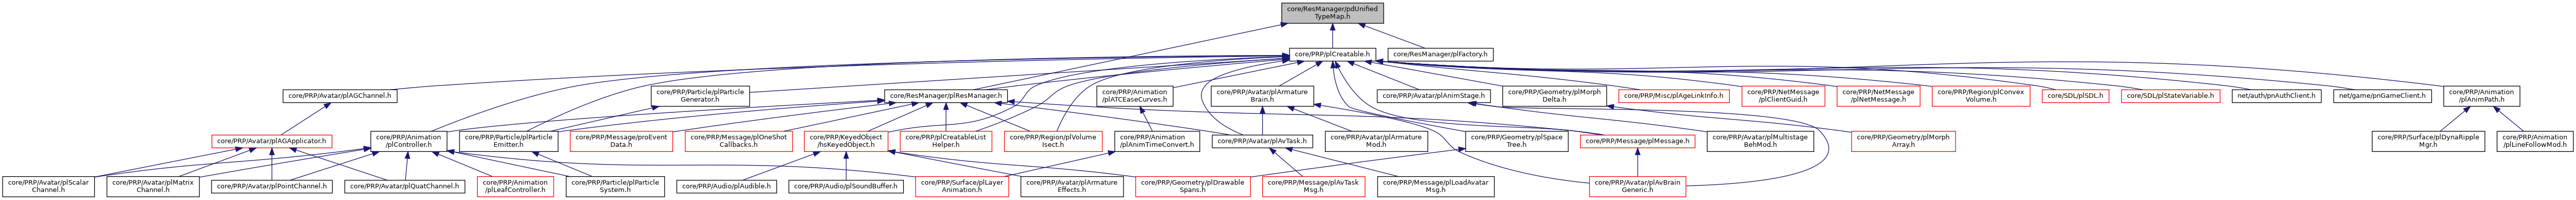 core/ResManager/pdUnified
TypeMap.h
core/PRP/plCreatable.h
core/ResManager/plFactory.h
core/PRP/Avatar/plAGChannel.h
core/PRP/Particle/plParticle
Generator.h
core/ResManager/plResManager.h
core/PRP/Animation
/plATCEaseCurves.h
core/PRP/Avatar/plArmature
Brain.h
core/PRP/Avatar/plAnimStage.h
core/PRP/Geometry/plMorph
Delta.h
core/PRP/Misc/plAgeLinkInfo.h
core/PRP/NetMessage
/plClientGuid.h
core/PRP/NetMessage
/plNetMessage.h
core/PRP/Region/plConvex
Volume.h
core/SDL/plSDL.h
core/SDL/plStateVariable.h
net/auth/pnAuthClient.h
net/game/pnGameClient.h
core/PRP/Animation
/plAnimPath.h
core/PRP/Avatar/plAGApplicator.h
core/PRP/Animation
/plController.h
core/PRP/Particle/plParticle
Emitter.h
core/PRP/Message/proEvent
Data.h
core/PRP/Message/plOneShot
Callbacks.h
core/PRP/KeyedObject
/hsKeyedObject.h
core/PRP/plCreatableList
Helper.h
core/PRP/Region/plVolume
Isect.h
core/PRP/Animation
/plAnimTimeConvert.h
core/PRP/Avatar/plAvTask.h
core/PRP/Avatar/plArmature
Mod.h
core/PRP/Geometry/plSpace
Tree.h
core/PRP/Message/plMessage.h
core/PRP/Avatar/plMultistage
BehMod.h
core/PRP/Geometry/plMorph
Array.h
core/PRP/Surface/plDynaRipple
Mgr.h
core/PRP/Animation
/plLineFollowMod.h
core/PRP/Avatar/plScalar
Channel.h
core/PRP/Avatar/plMatrix
Channel.h
core/PRP/Avatar/plPointChannel.h
core/PRP/Avatar/plQuatChannel.h
core/PRP/Animation
/plLeafController.h
core/PRP/Particle/plParticle
System.h
core/PRP/Audio/plAudible.h
core/PRP/Audio/plSoundBuffer.h
core/PRP/Surface/plLayer
Animation.h
core/PRP/Avatar/plArmature
Effects.h
core/PRP/Geometry/plDrawable
Spans.h
core/PRP/Message/plAvTask
Msg.h
core/PRP/Message/plLoadAvatar
Msg.h
core/PRP/Avatar/plAvBrain
Generic.h